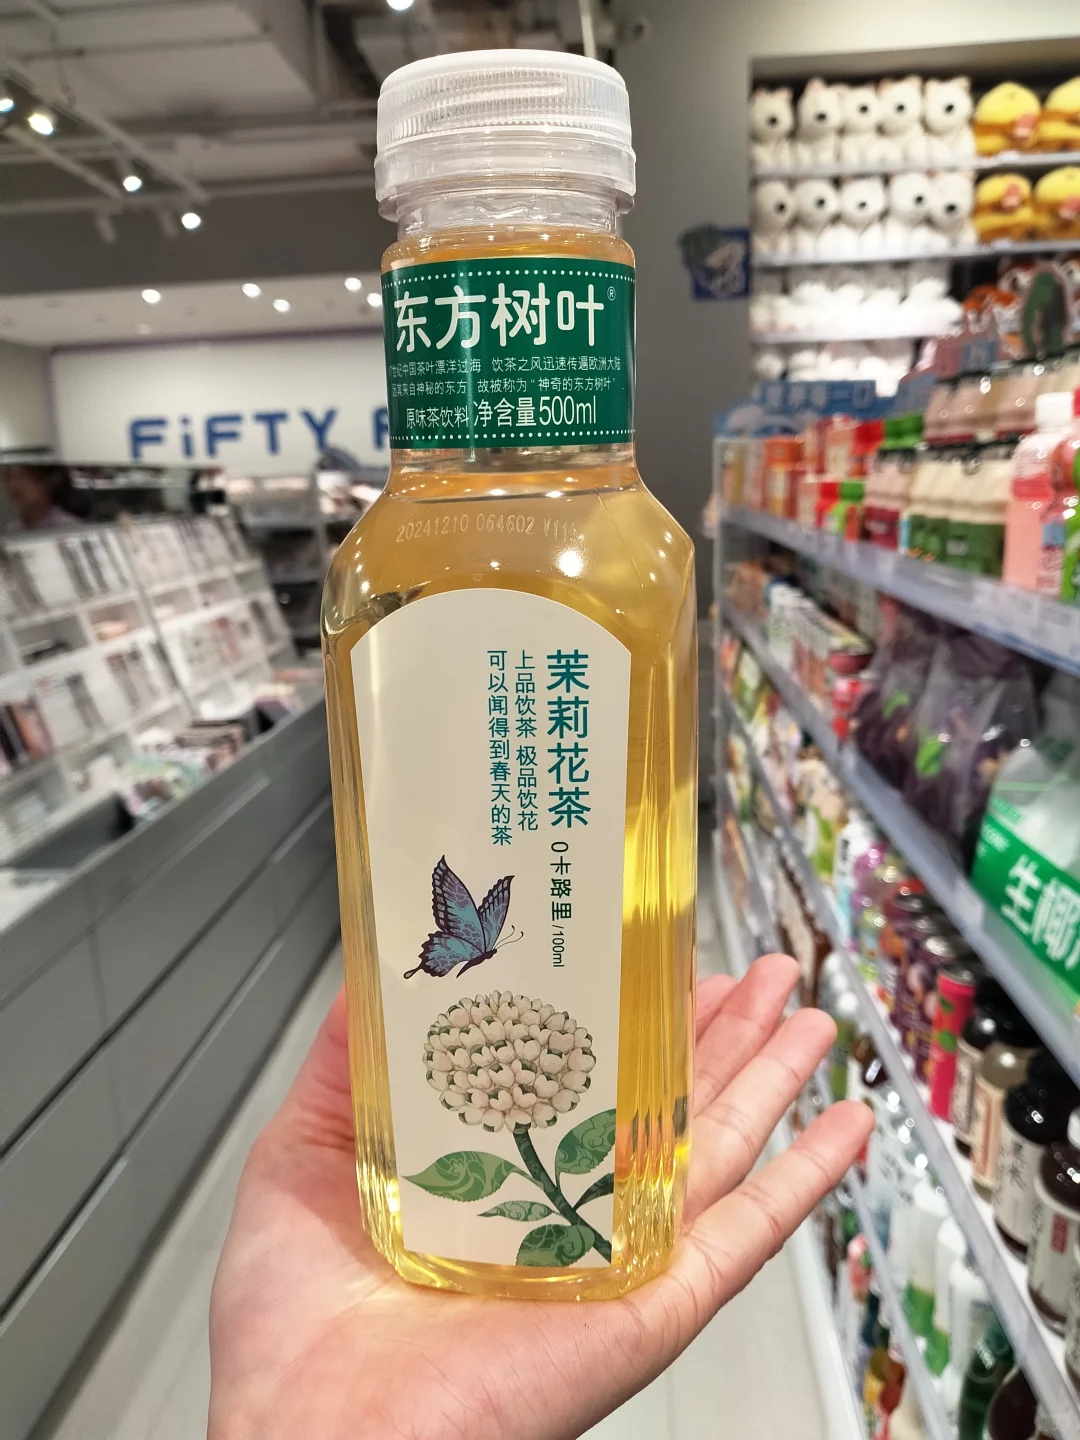 东方树叶®
世纪中国茶叶漂洋过海 饮茶之风迅速传遍欧洲大陆
因其来自神秘的东方 故被称为“神奇的东方树叶”
原味茶饮料 净含量500ml
20241210 064602
茉莉花茶
0卡路里/100ml
上品饮茶 极品饮花
可以闻得到春天的茶
FiFTY
生椰